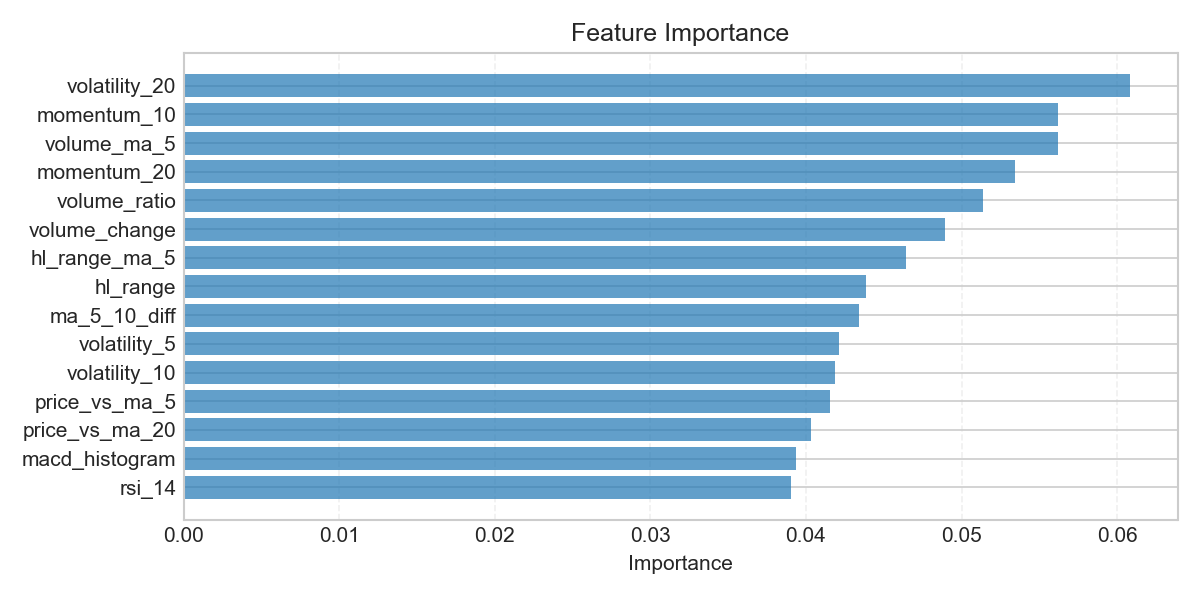 Feature Importance
volatility_20
momentum_10
volume_ma_5
momentum_20
volume_ratio
volume_change
hl_range_ma_5
hl_range
ma_5_10_diff
volatility_5
volatility_10
price_vs_ma_5
price_vs_ma_20
macd_histogram
rsi_14
0.00 0.01 0.02 0.03 0.04 0.05 0.06
Importance